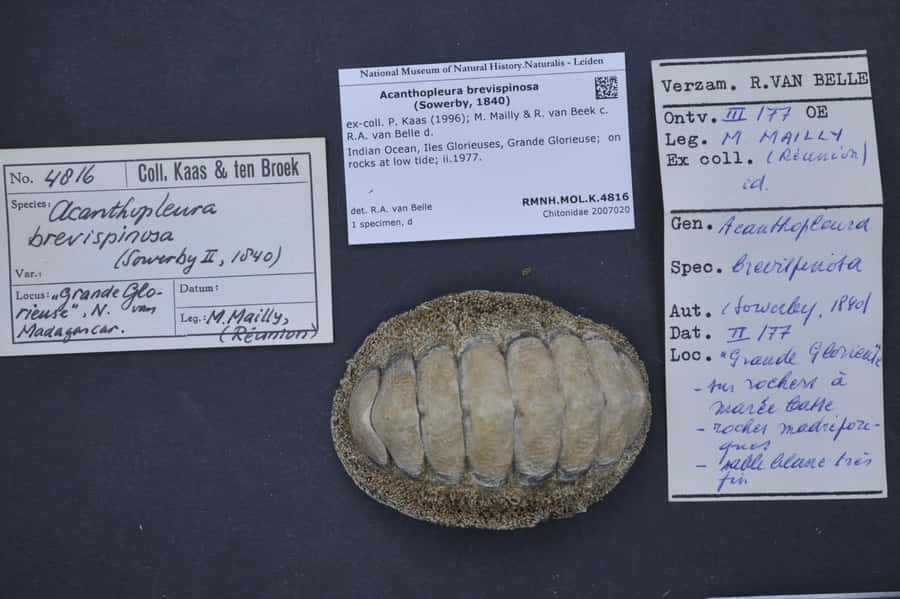 No. 4816 Coll. Kaas & ten Broek
Species: Acanthopleura
brevispinosa
(Sowerby II, 1840)
Var.:
Locus: "Grande Glo-
rieuse", N. van
Madagancar.
Datum:
Leg.: M. Mailly,
(Réunion)
National Museum of Natural History.Naturalis - Leiden
Acanthopleura brevispinosa
(Sowerby, 1840)
ex-coll. P. Kaas (1996); M. Mailly & R. van Beek c.
R.A. van Belle d.
Indian Ocean, Iles Glorieuses, Grande Glorieuse; on
rocks at low tide; ii.1977.
det. R.A. van Belle
1 specimen, d
RMNH.MOL.K.4816
Chitonidae 2007020
Verzam. R.VAN BELLE
Ontv. III/77 OE
Leg. M. MAILLY
Ex coll. (Réunion)
id.
Gen. Acanthopleura
Spec. brevispinosa
Aut. (Sowerby, 1840)
Dat. II/77
Loc. "Grande Glorieuse"
- sur rochers à
marée basse
- roches madrépori-
ques
- sable blanc très
fin